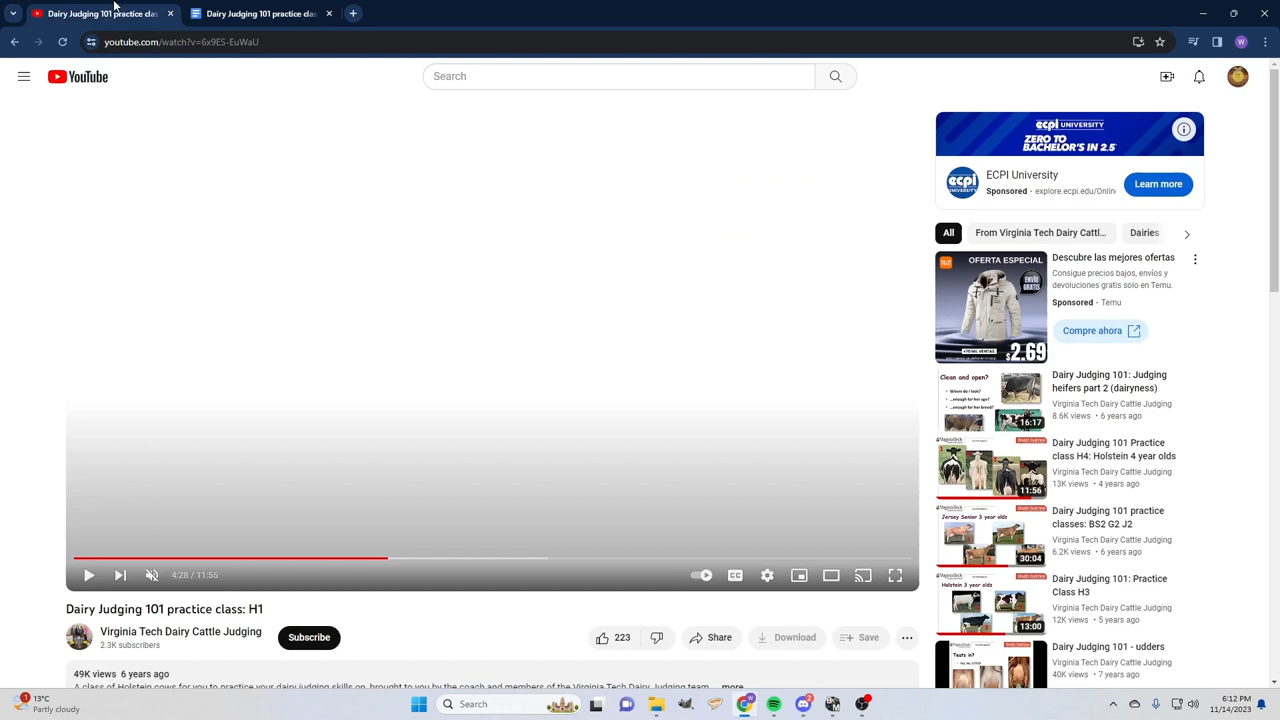 Dairy Judging 101 practice clas
Dairy Judging 101 practice clas
youtube.com/watch?v=6x9ES-EuWaU
YouTube
Search
ecpi UNIVERSITY
ZERO TO
BACHELOR'S IN 2.5
ecpi
ECPI University
Sponsored · explore.ecpi.edu/Onlin
Learn more
All
From Virginia Tech Dairy Cattl...
Dairies
OFERTA ESPECIAL
ENVÍO
GRATIS
$2.69
Descubre las mejores ofertas
Consigue precios bajos, envíos y
devoluciones gratis solo en Temu.
Sponsored · Temu
Compre ahora
Clean and open?
16:17
Dairy Judging 101: Judging
heifers part 2 (dairyness)
Virginia Tech Dairy Cattle Judging
8.6K views · 6 years ago
11:56
Dairy Judging 101 Practice
class H4: Holstein 4 year olds
Virginia Tech Dairy Cattle Judging
13K views · 4 years ago
Jersey Senior 3 year olds
30:04
Dairy Judging 101 practice
classes: BS2 G2 J2
Virginia Tech Dairy Cattle Judging
6.2K views · 6 years ago
Holstein 3 year olds
13:00
Dairy Judging 101: Practice
Class H3
Virginia Tech Dairy Cattle Judging
12K views · 5 years ago
Teats in?
Dairy Judging 101 - udders
Virginia Tech Dairy Cattle Judging
40K views · 7 years ago
4:28 / 11:55
CC
Dairy Judging 101 practice class: H1
Virginia Tech Dairy Cattle Judging
2.3K subscribers
Subscribe
223
Share
Download
Save
49K views 6 years ago
A class of Holstein cows for you to practice your dairy judging skills on brought to you by the coach and members of the Virginia Tech Dairy Judging team. ...more
1
13°C
Partly cloudy
Search
2
6:12 PM
11/14/2023